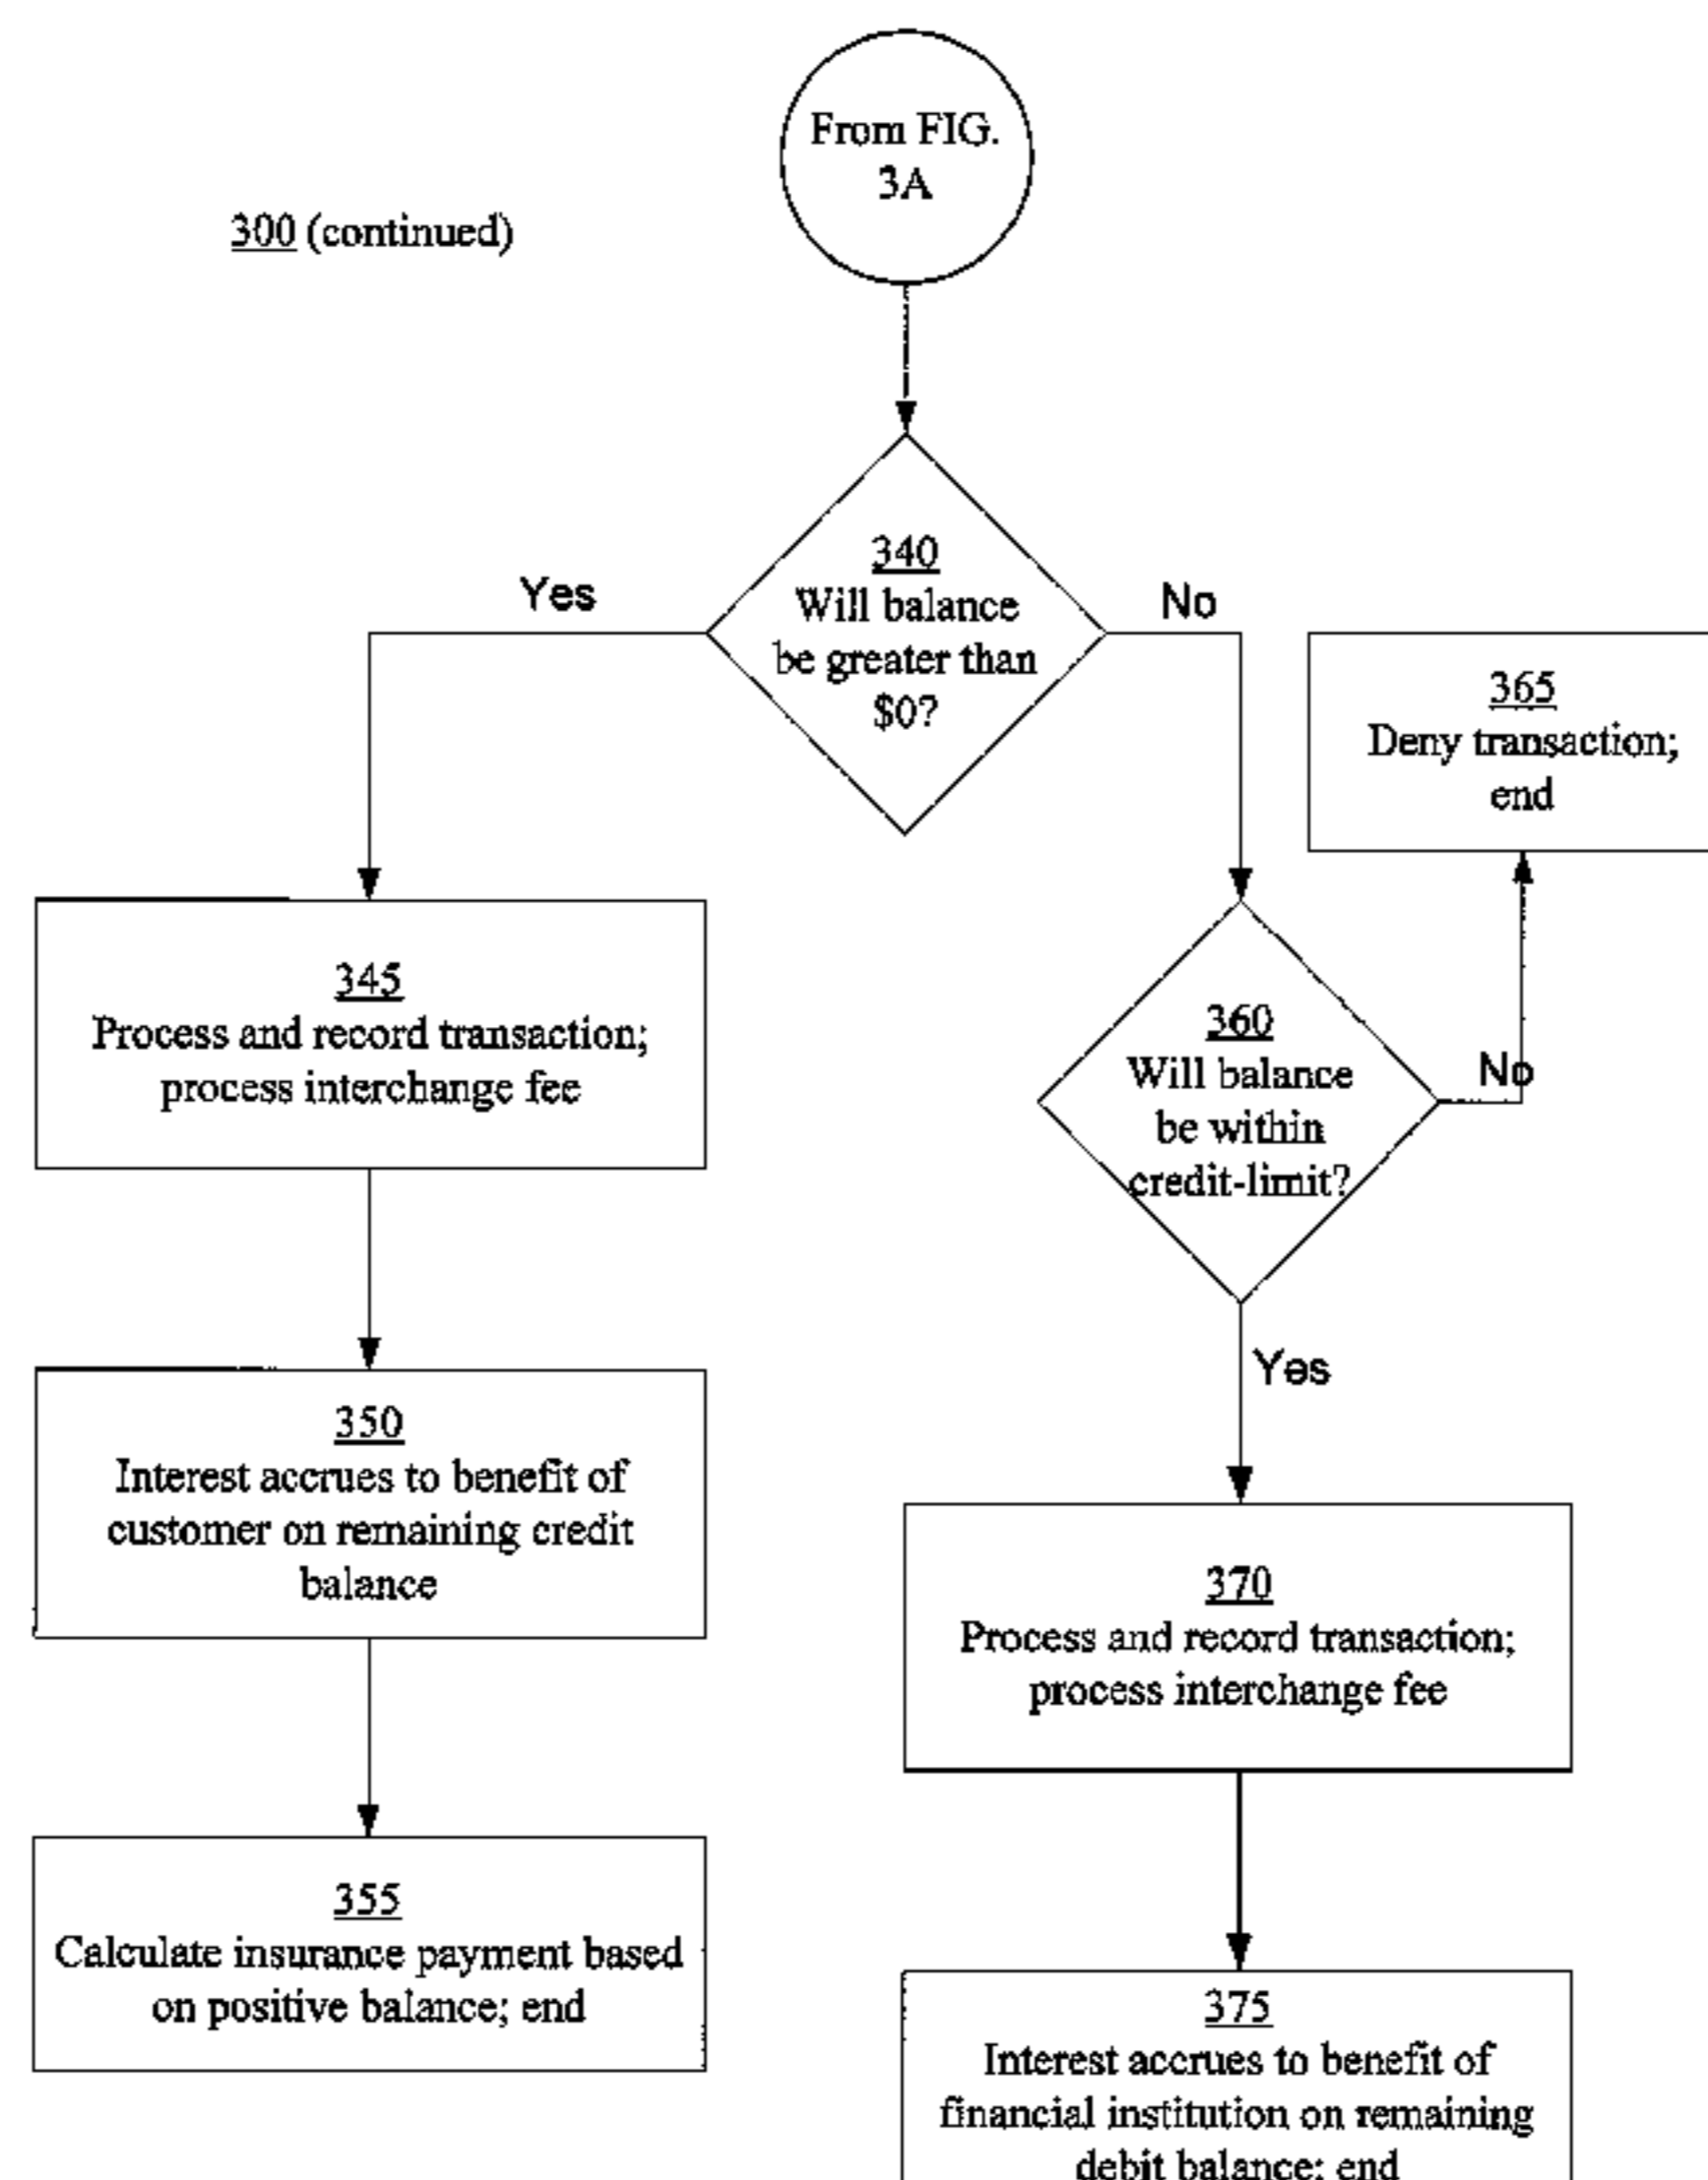 From FIG.
3A
300 (continued)
340
Will balance
be greater than
$0?
Yes
No
365
Deny transaction;
end
345
Process and record transaction;
process interchange fee
360
Will balance
be within
credit-limit?
No
Yes
350
Interest accrues to benefit of
customer on remaining credit
balance
370
Process and record transaction;
process interchange fee
355
Calculate insurance payment based
on positive balance; end
375
Interest accrues to benefit of
financial institution on remaining
debit balance; end